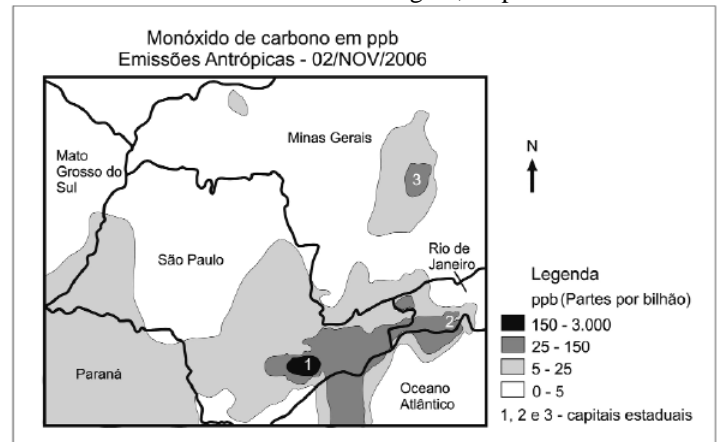 Monóxido de carbono em ppb
Emissões Antrópicas - 02/NOV/2006
Minas Gerais
Mato
Grosso do
Sul
3
N
São Paulo
Rio de
Janeiro
2
1
Paraná
Oceano
Atlântico
Legenda
ppb (Partes por bilhão)
150 - 3.000
25 - 150
5 - 25
0 - 5
1, 2 e 3 - capitais estaduais